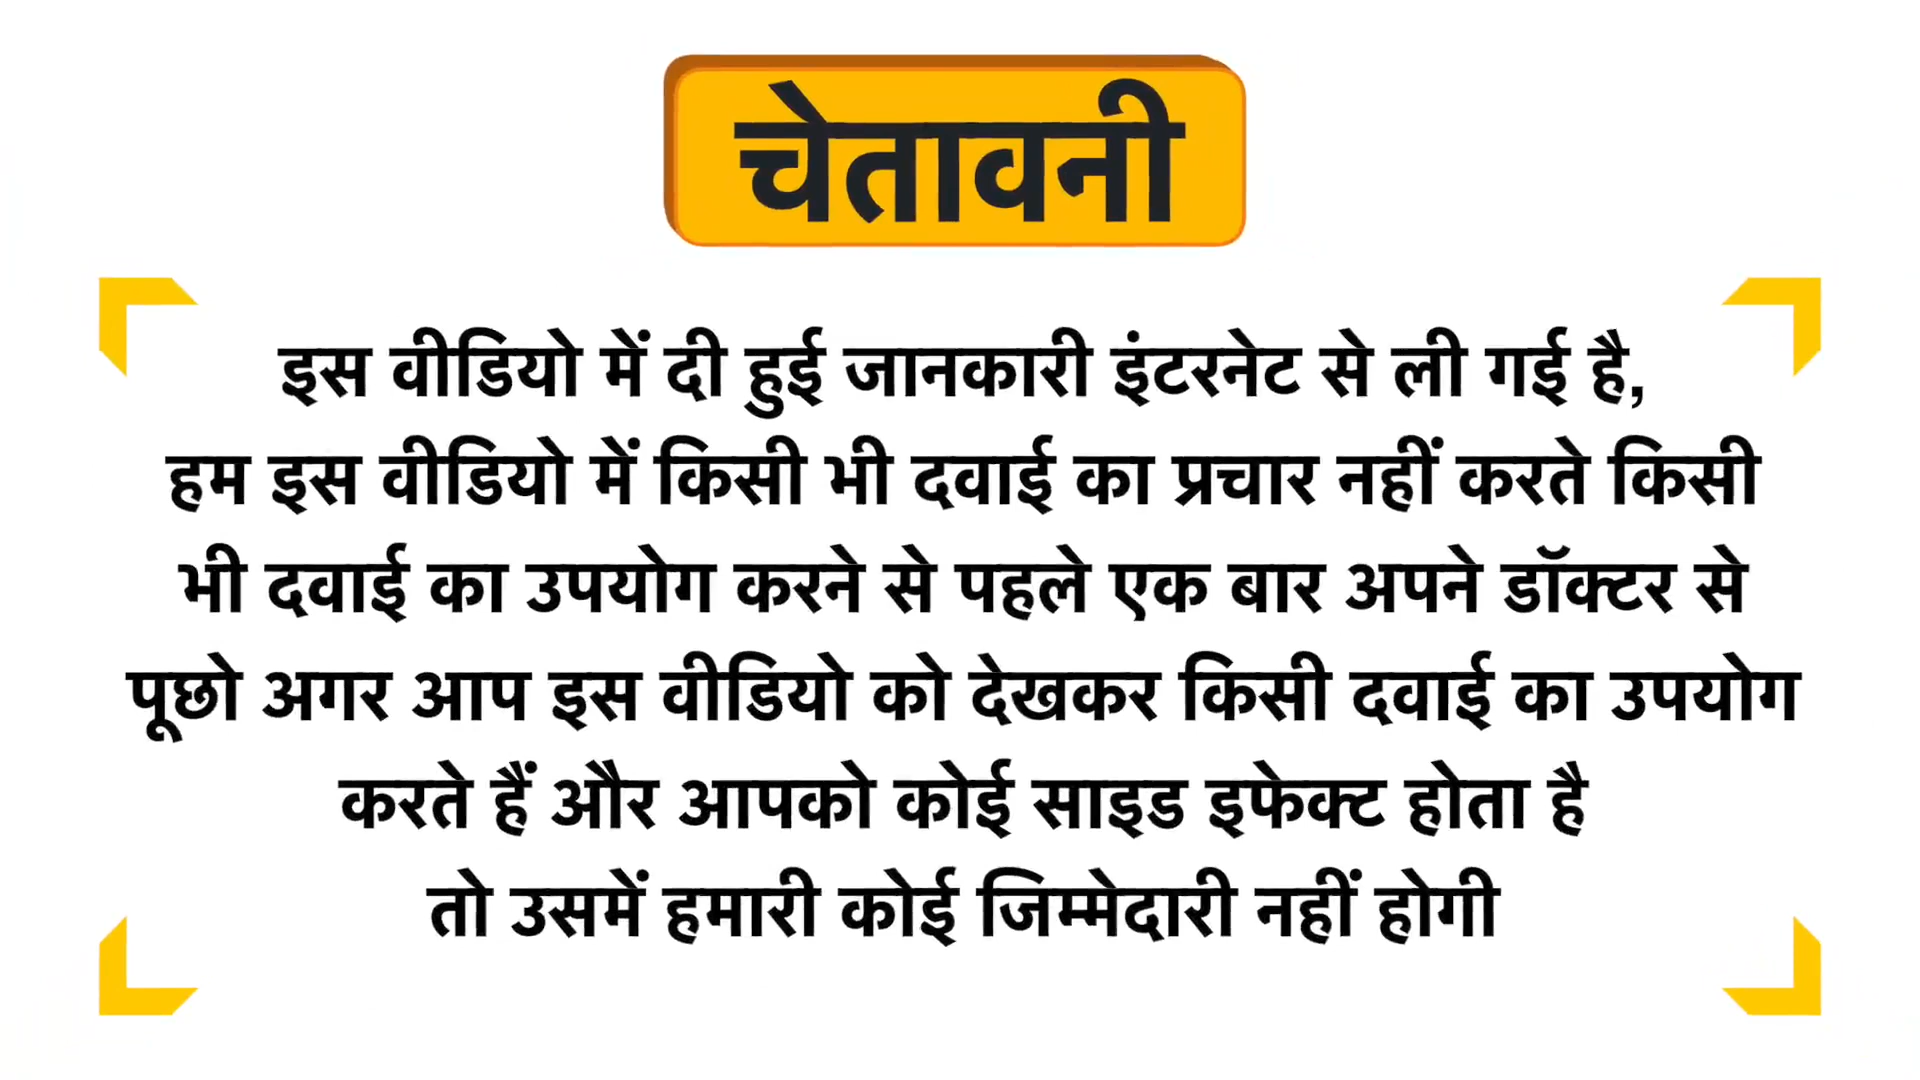 चेतावनी
इस वीडियो में दी हुई जानकारी इंटरनेट से ली गई है,
हम इस वीडियो में किसी भी दवाई का प्रचार नहीं करते किसी
भी दवाई का उपयोग करने से पहले एक बार अपने डॉक्टर से
पूछो अगर आप इस वीडियो को देखकर किसी दवाई का उपयोग
करते हैं और आपको कोई साइड इफेक्ट होता है
तो उसमें हमारी कोई जिम्मेदारी नहीं होगी